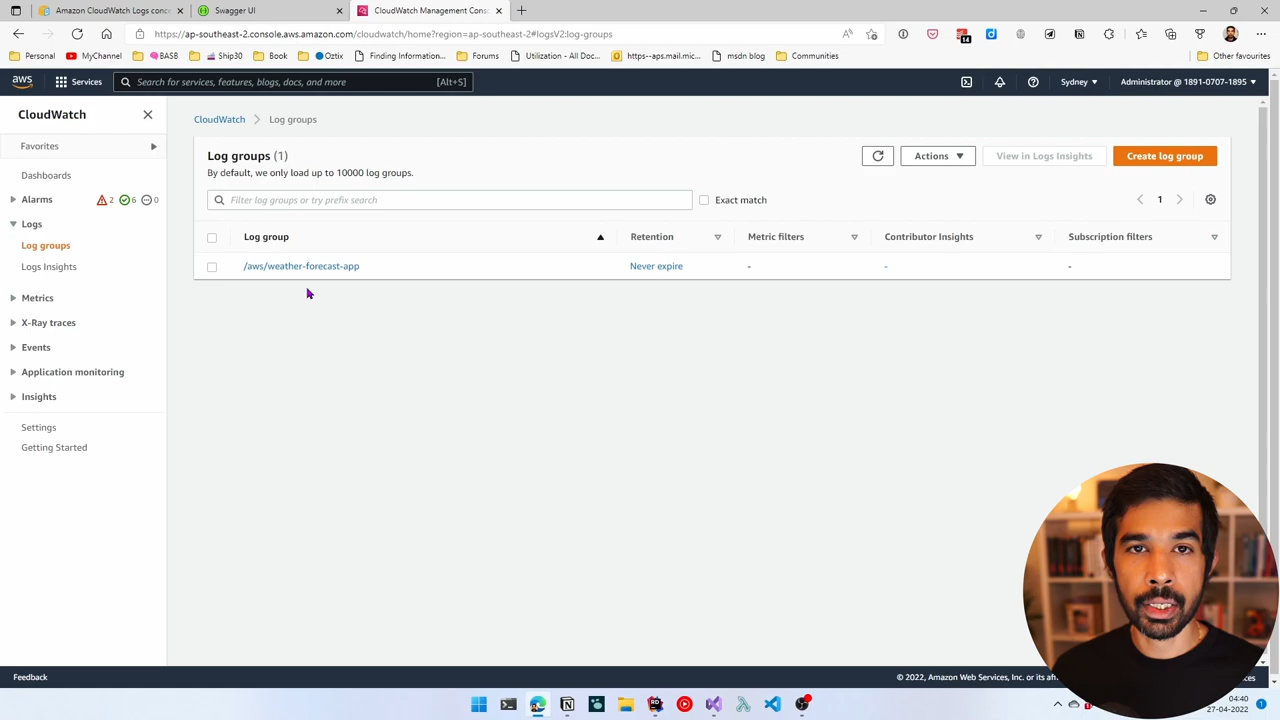 Amazon CloudWatch Logs conce
Swagger UI
CloudWatch Management Conso
https://ap-southeast-2.console.aws.amazon.com/cloudwatch/home?region=ap-southeast-2#logsV2:log-groups
14
Personal
MyChannel
BASB
Ship30
Book
Oztix
Finding Information...
Forums
Utilization - All Doc...
https--aps.mail.mic...
msdn blog
Communities
Other favourites
aws
Services
Search for services, features, blogs, docs, and more
[Alt+S]
Sydney
Administrator @ 1891-0707-1895
CloudWatch
Favorites
Dashboards
Alarms
2
6
0
Logs
Log groups
Logs Insights
Metrics
X-Ray traces
Events
Application monitoring
Insights
Settings
Getting Started
CloudWatch
Log groups
Log groups (1)
By default, we only load up to 10000 log groups.
Actions
View in Logs Insights
Create log group
Filter log groups or try prefix search
Exact match
1
Log group
Retention
Metric filters
Contributor Insights
Subscription filters
/aws/weather-forecast-app
Never expire
-
-
-
Feedback
© 2022, Amazon Web Services, Inc. or its af
ces
04:40
27-04-2022
1